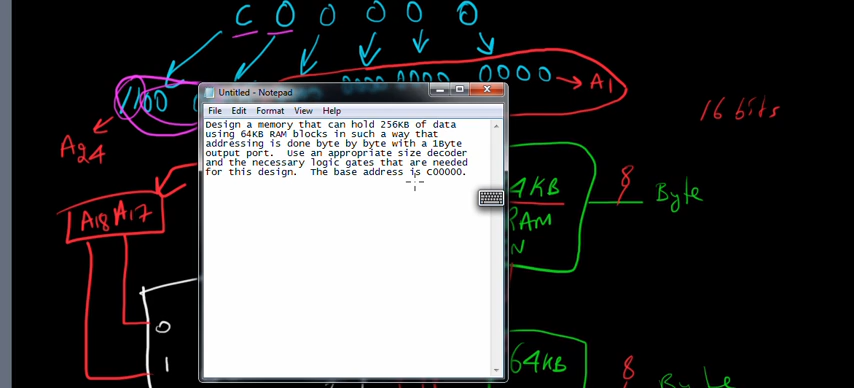 C 0 0 0 0 0
1100 0000 0000 0000 → A1
A24
16 bits
Untitled - Notepad
File Edit Format View Help
Design a memory that can hold 256KB of data
using 64KB RAM blocks in such a way that
addressing is done byte by byte with a 1Byte
output port. Use an appropriate size decoder
and the necessary logic gates that are needed
for this design. The base address is C00000.
4KB 8 Byte
RAM
N
A18 A17
0
1
64KB 8 Byte